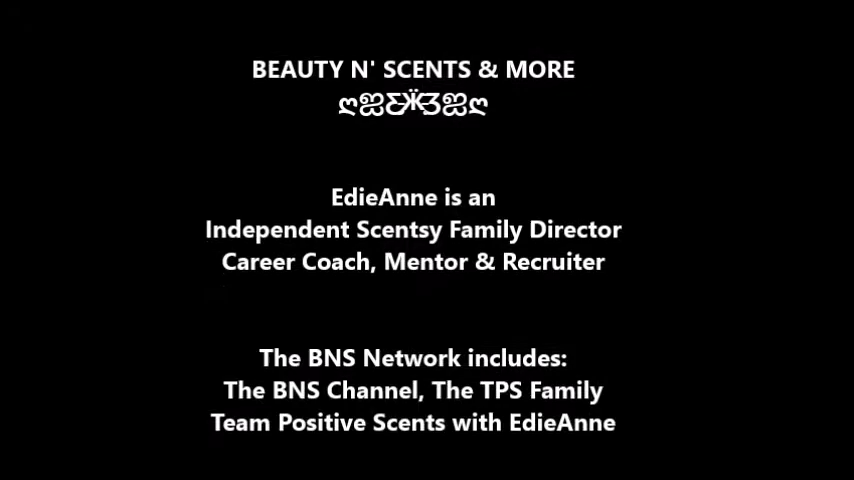 BEAUTY N' SCENTS & MORE
ღஐƸӜƷஐღ
EdieAnne is an
Independent Scentsy Family Director
Career Coach, Mentor & Recruiter
The BNS Network includes:
The BNS Channel, The TPS Family
Team Positive Scents with EdieAnne